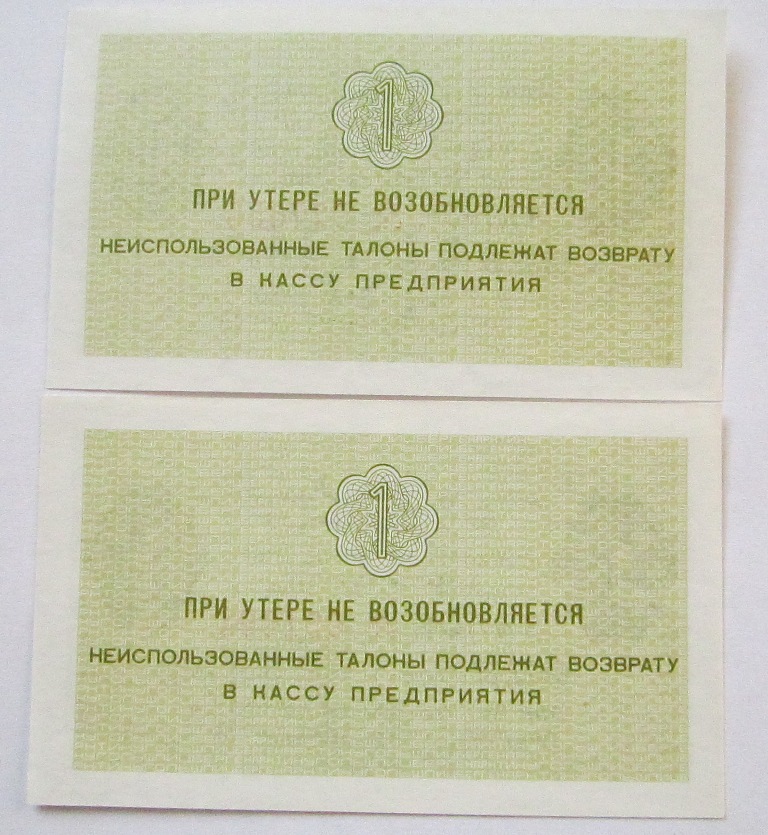 1
ПРИ УТЕРЕ НЕ ВОЗОБНОВЛЯЕТСЯ
НЕИСПОЛЬЗОВАННЫЕ ТАЛОНЫ ПОДЛЕЖАТ ВОЗВРАТУ
В КАССУ ПРЕДПРИЯТИЯ
1
ПРИ УТЕРЕ НЕ ВОЗОБНОВЛЯЕТСЯ
НЕИСПОЛЬЗОВАННЫЕ ТАЛОНЫ ПОДЛЕЖАТ ВОЗВРАТУ
В КАССУ ПРЕДПРИЯТИЯ